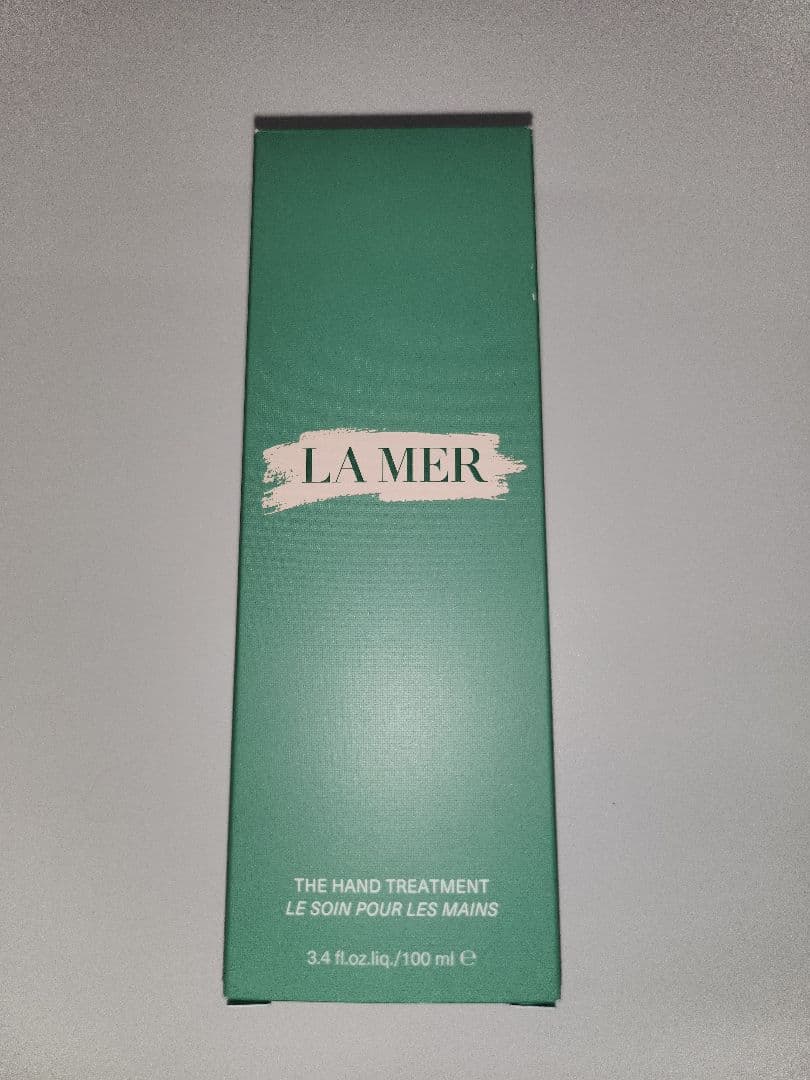 LA MER
THE HAND TREATMENT
LE SOIN POUR LES MAINS
3.4 fl.oz.liq./100 ml ℮